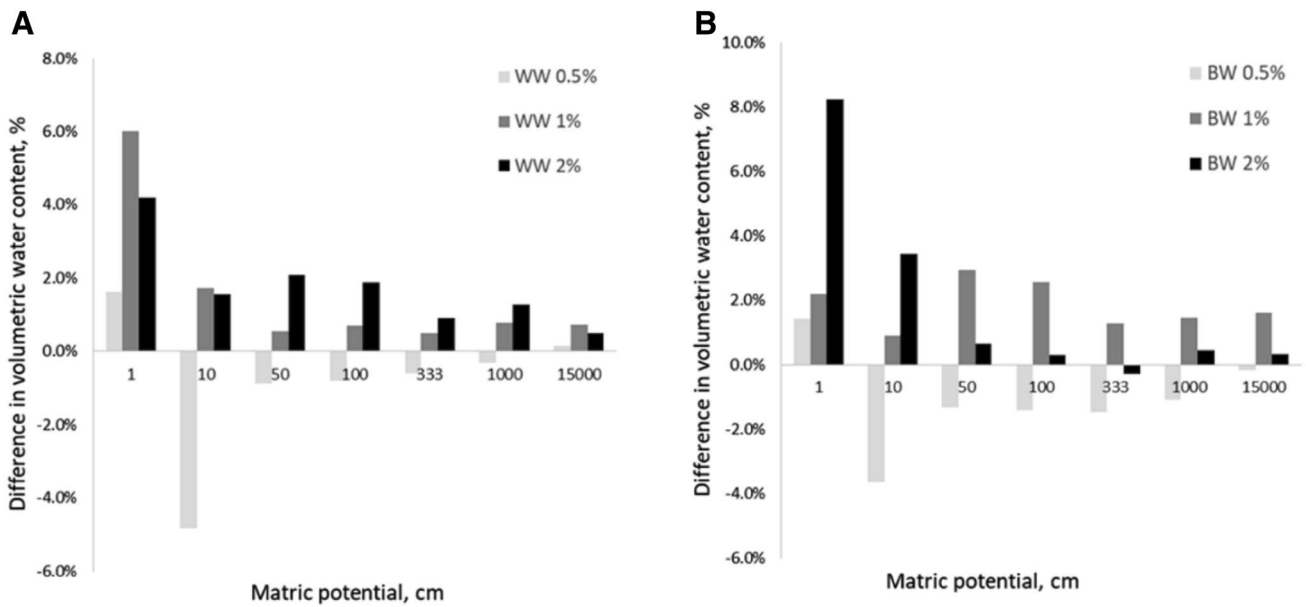 A
Difference in volumetric water content, %
8.0%
6.0%
4.0%
2.0%
0.0%
-2.0%
-4.0%
-6.0%
WW 0.5%
WW 1%
WW 2%
1 10 50 100 333 1000 15000
Matric potential, cm
B
Difference in volumetric water content, %
10.0%
8.0%
6.0%
4.0%
2.0%
0.0%
-2.0%
-4.0%
-6.0%
BW 0.5%
BW 1%
BW 2%
1 10 50 100 333 1000 15000
Matric potential, cm